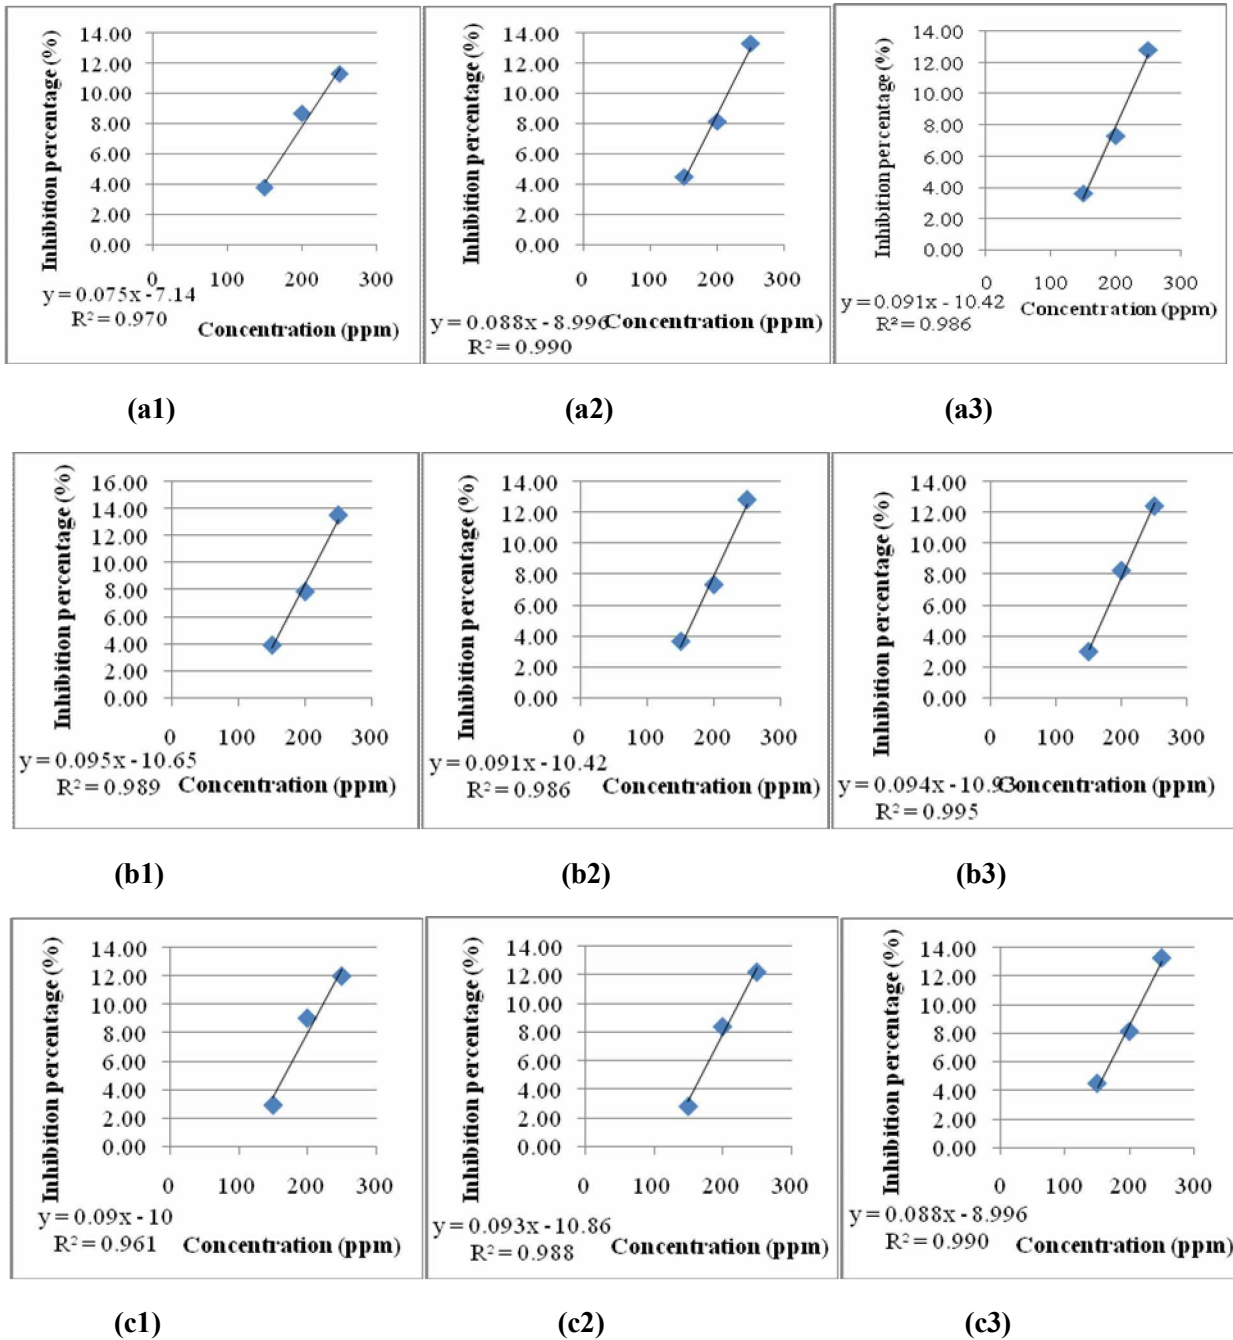 Inhibition percentage (%)
14.00
12.00
10.00
8.00
6.00
4.00
2.00
0.00
0 100 200 300
y = 0.075x - 7.14
R² = 0.970
Concentration (ppm)
Inhibition percentage (%)
14.00
12.00
10.00
8.00
6.00
4.00
2.00
0.00
0 100 200 300
y = 0.088x - 8.996
Concentration (ppm)
R² = 0.990
Inhibition percentage (%)
14.00
12.00
10.00
8.00
6.00
4.00
2.00
0.00
0 100 200 300
y = 0.091x - 10.42
Concentration (ppm)
R² = 0.986
(a1) (a2) (a3)
Inhibition percentage (%)
16.00
14.00
12.00
10.00
8.00
6.00
4.00
2.00
0.00
0 100 200 300
y = 0.095x - 10.65
R² = 0.989
Concentration (ppm)
Inhibition percentage (%)
14.00
12.00
10.00
8.00
6.00
4.00
2.00
0.00
0 100 200 300
y = 0.091x - 10.42
R² = 0.986
Concentration (ppm)
Inhibition percentage (%)
14.00
12.00
10.00
8.00
6.00
4.00
2.00
0.00
0 100 200 300
y = 0.094x - 10.93
Concentration (ppm)
R² = 0.995
(b1) (b2) (b3)
Inhibition percentage (%)
14.00
12.00
10.00
8.00
6.00
4.00
2.00
0.00
0 100 200 300
y = 0.09x - 10
R² = 0.961
Concentration (ppm)
Inhibition percentage (%)
14.00
12.00
10.00
8.00
6.00
4.00
2.00
0.00
0 100 200 300
y = 0.093x - 10.86
R² = 0.988
Concentration (ppm)
Inhibition percentage (%)
14.00
12.00
10.00
8.00
6.00
4.00
2.00
0.00
0 100 200 300
y = 0.088x - 8.996
R² = 0.990
Concentration (ppm)
(c1) (c2) (c3)